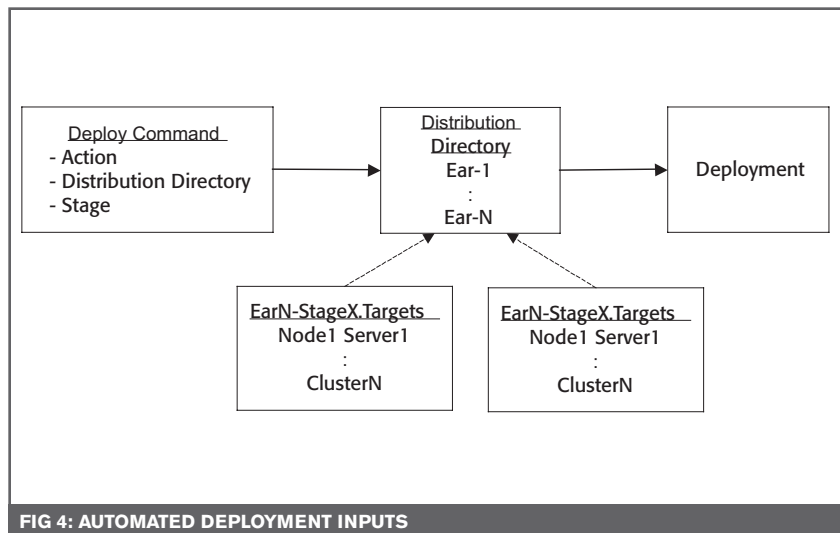 Deploy Command
- Action
- Distribution Directory
- Stage
Distribution
Directory
Ear-1
:
Ear-N
Deployment
EarN-StageX.Targets
Node1 Server1
:
ClusterN
EarN-StageX.Targets
Node1 Server1
:
ClusterN
FIG 4: AUTOMATED DEPLOYMENT INPUTS